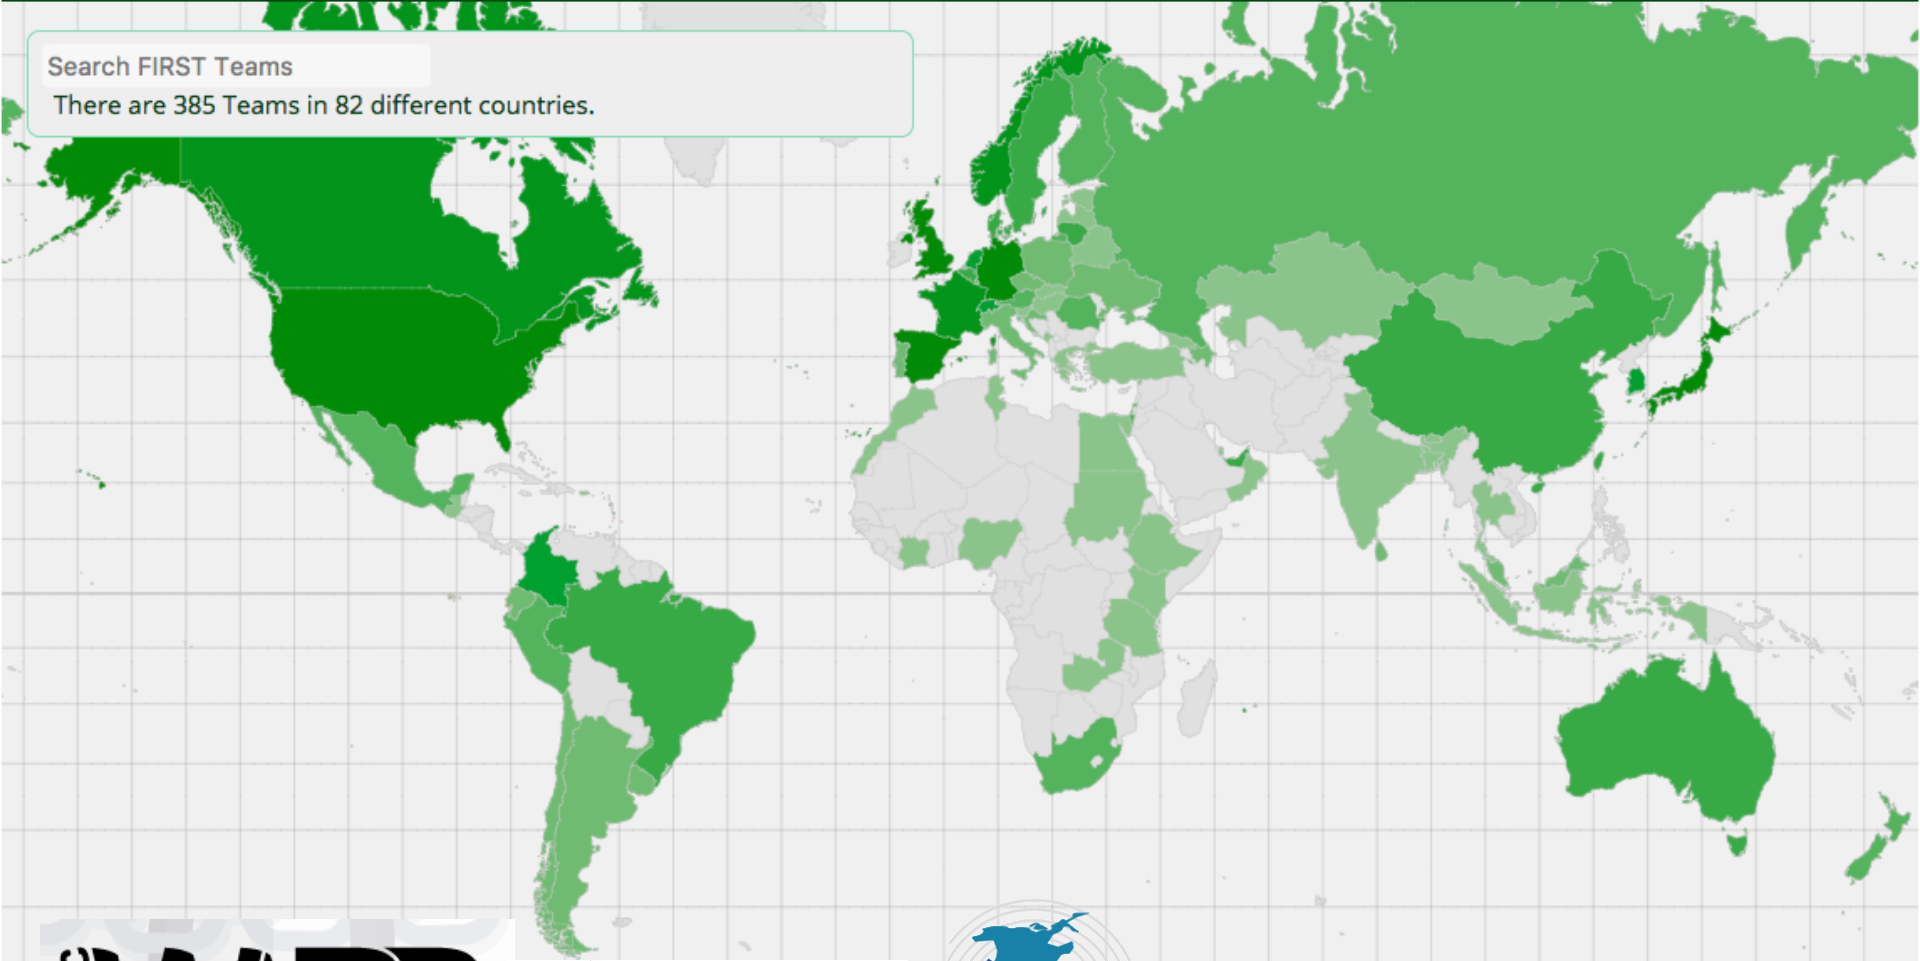 Search FIRST Teams
There are 385 Teams in 82 different countries.